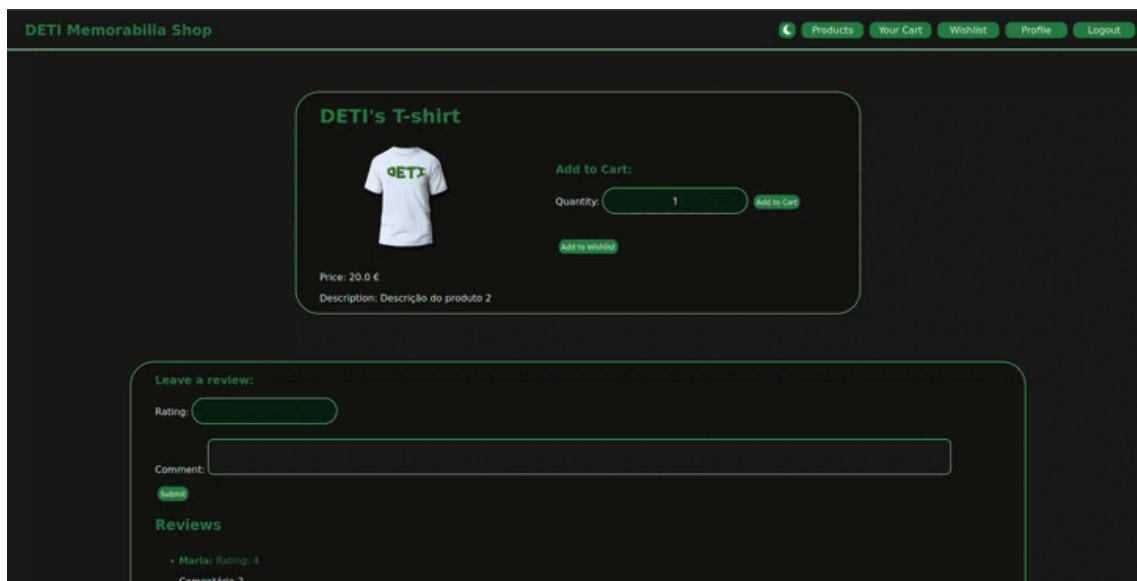 DETI Memorabilia Shop
Products Your Cart Wishlist Profile Logout
DETI's T-shirt
DETI
Add to Cart:
Quantity: 1 Add to Cart
Add to Wishlist
Price: 20.0 €
Description: Descrição do produto 2
Leave a review:
Rating:
Comment:
Submit
Reviews
• Maria: Rating: 4
Comentário 2